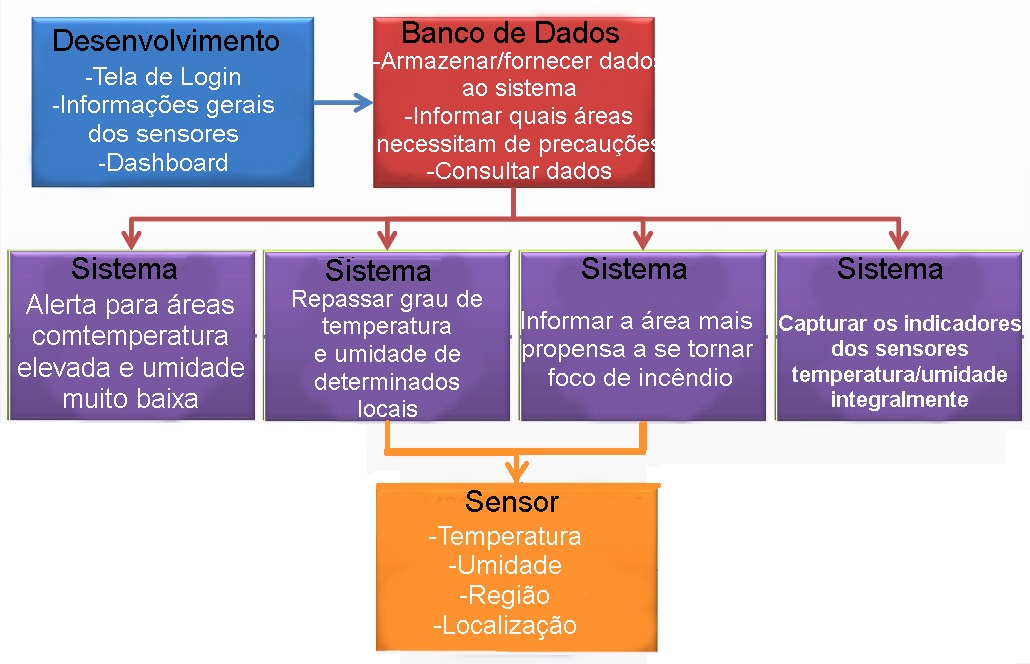 Desenvolvimento
-Tela de Login
-Informações gerais
dos sensores
-Dashboard
Banco de Dados
-Armazenar/fornecer dados
ao sistema
-Informar quais áreas
necessitam de precauções
-Consultar dados
Sistema
Alerta para áreas
comtemperatura
elevada e umidade
muito baixa
Sistema
Repassar grau de
temperatura
e umidade de
determinados
locais
Sistema
Informar a área mais
propensa a se tornar
foco de incêndio
Sistema
Capturar os indicadores
dos sensores
temperatura/umidade
integralmente
Sensor
-Temperatura
-Umidade
-Região
-Localização